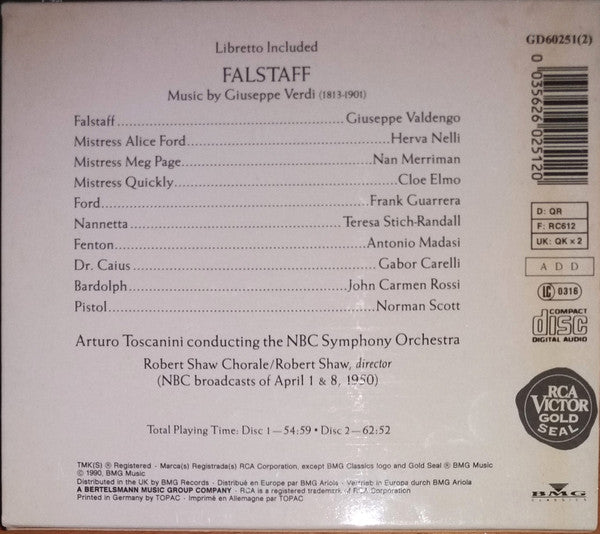 Libretto Included
FALSTAFF
Music by Giuseppe Verdi (1813-1901)
Falstaff Giuseppe Valdengo
Mistress Alice Ford Herva Nelli
Mistress Meg Page Nan Merriman
Mistress Quickly Cloe Elmo
Ford Frank Guarrera
Nannetta Teresa Stich-Randall
Fenton Antonio Madasi
Dr. Caius Gabor Carelli
Bardolph John Carmen Rossi
Pistol Norman Scott
Arturo Toscanini conducting the NBC Symphony Orchestra
Robert Shaw Chorale/Robert Shaw, director
(NBC broadcasts of April 1 & 8, 1950)
Total Playing Time: Disc 1—54:59 • Disc 2—62:52
TMK(S) ® Registered • Marca(s) Registrada(s) RCA Corporation, except BMG Classics logo and Gold Seal ® BMG Music
℗ 1990, BMG Music
Distributed in the UK by BMG Records • Distribué en Europe par BMG Ariola • Vertrieb in Europa durch BMG Ariola
A BERTELSMANN MUSIC GROUP COMPANY • RCA is a registered trademark of RCA Corporation
Printed in Germany by TOPAC • Imprimé en Allemagne par TOPAC
GD60251(2)
0 035626 025120
D: QR
F: RC612
UK: QK × 2
ADD
LC 0316
COMPACT
disc
DIGITAL AUDIO
RCA
VICTOR
GOLD
SEAL
BMG
CLASSICS